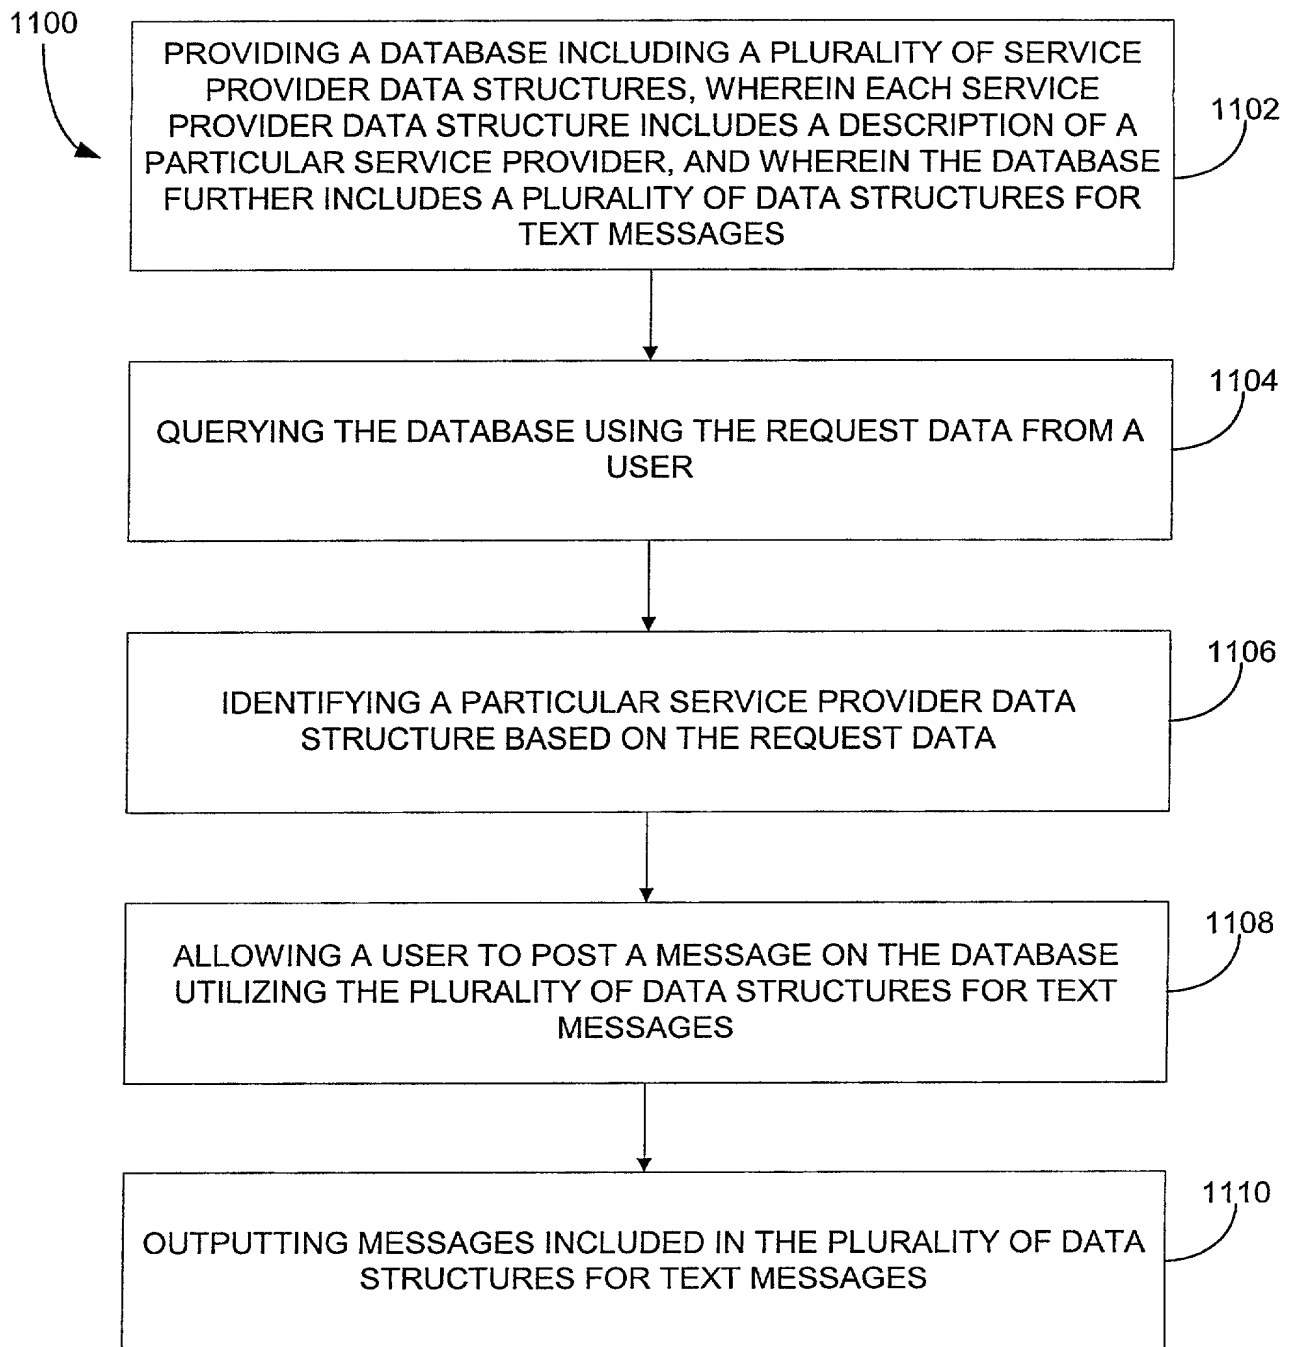 1100
PROVIDING A DATABASE INCLUDING A PLURALITY OF SERVICE
PROVIDER DATA STRUCTURES, WHEREIN EACH SERVICE
PROVIDER DATA STRUCTURE INCLUDES A DESCRIPTION OF A
PARTICULAR SERVICE PROVIDER, AND WHEREIN THE DATABASE
FURTHER INCLUDES A PLURALITY OF DATA STRUCTURES FOR
TEXT MESSAGES
1102
QUERYING THE DATABASE USING THE REQUEST DATA FROM A
USER
1104
IDENTIFYING A PARTICULAR SERVICE PROVIDER DATA
STRUCTURE BASED ON THE REQUEST DATA
1106
ALLOWING A USER TO POST A MESSAGE ON THE DATABASE
UTILIZING THE PLURALITY OF DATA STRUCTURES FOR TEXT
MESSAGES
1108
OUTPUTTING MESSAGES INCLUDED IN THE PLURALITY OF DATA
STRUCTURES FOR TEXT MESSAGES
1110